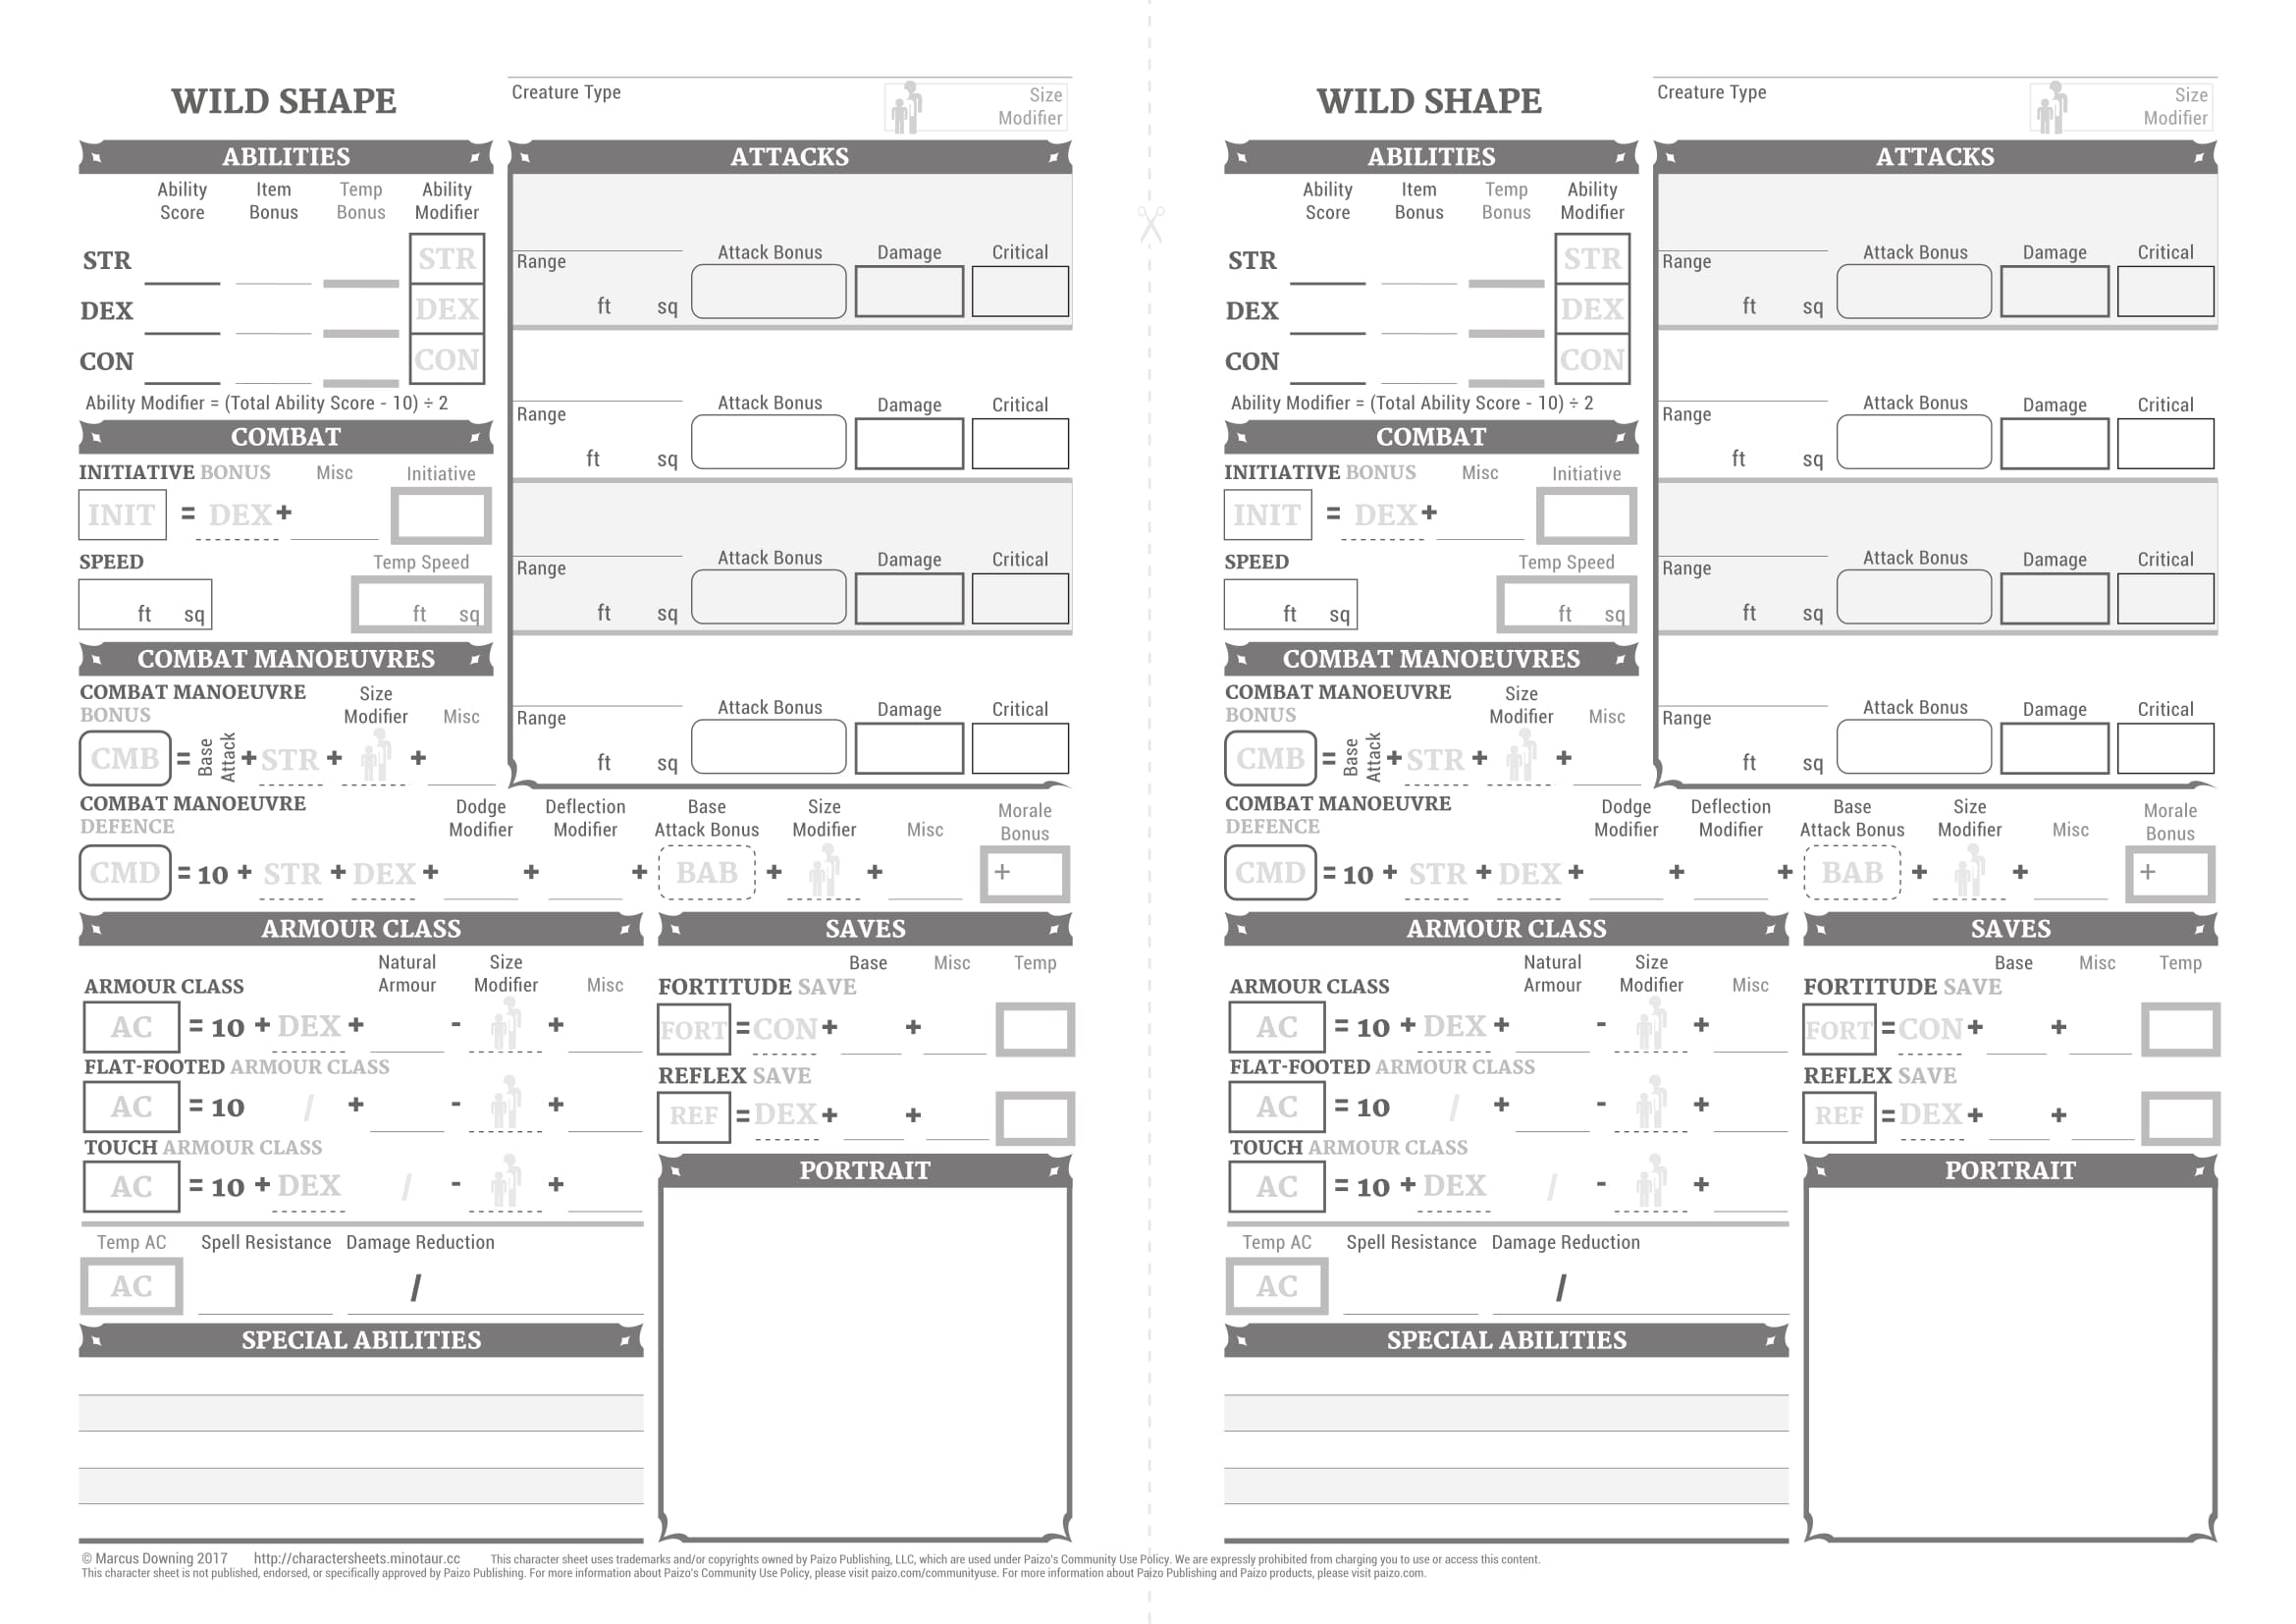 WILD SHAPE
Creature Type
Size
Modifier
ABILITIES
Ability Score Item Bonus Temp Bonus Ability Modifier
STR STR
DEX DEX
CON CON
Ability Modifier = (Total Ability Score - 10) ÷ 2
ATTACKS
Range ft sq Attack Bonus Damage Critical
Range ft sq Attack Bonus Damage Critical
Range ft sq Attack Bonus Damage Critical
Range ft sq Attack Bonus Damage Critical
COMBAT
INITIATIVE BONUS Misc Initiative
INIT = DEX +
SPEED Temp Speed
ft sq ft sq
COMBAT MANOEUVRES
COMBAT MANOEUVRE BONUS Size Modifier Misc
CMB = Base Attack + STR + +
COMBAT MANOEUVRE DEFENCE Dodge Modifier Deflection Modifier Base Attack Bonus Size Modifier Misc Morale Bonus
CMD = 10 + STR + DEX + + + BAB + + +
ARMOUR CLASS
Natural Armour Size Modifier Misc
ARMOUR CLASS
AC = 10 + DEX + - +
FLAT-FOOTED ARMOUR CLASS
AC = 10 / + - +
TOUCH ARMOUR CLASS
AC = 10 + DEX / - +
Temp AC Spell Resistance Damage Reduction
AC /
SAVES
Base Misc Temp
FORTITUDE SAVE
FORT = CON + +
REFLEX SAVE
REF = DEX + +
PORTRAIT
SPECIAL ABILITIES
WILD SHAPE
Creature Type
Size
Modifier
ABILITIES
Ability Score Item Bonus Temp Bonus Ability Modifier
STR STR
DEX DEX
CON CON
Ability Modifier = (Total Ability Score - 10) ÷ 2
ATTACKS
Range ft sq Attack Bonus Damage Critical
Range ft sq Attack Bonus Damage Critical
Range ft sq Attack Bonus Damage Critical
Range ft sq Attack Bonus Damage Critical
COMBAT
INITIATIVE BONUS Misc Initiative
INIT = DEX +
SPEED Temp Speed
ft sq ft sq
COMBAT MANOEUVRES
COMBAT MANOEUVRE BONUS Size Modifier Misc
CMB = Base Attack + STR + +
COMBAT MANOEUVRE DEFENCE Dodge Modifier Deflection Modifier Base Attack Bonus Size Modifier Misc Morale Bonus
CMD = 10 + STR + DEX + + + BAB + + +
ARMOUR CLASS
Natural Armour Size Modifier Misc
ARMOUR CLASS
AC = 10 + DEX + - +
FLAT-FOOTED ARMOUR CLASS
AC = 10 / + - +
TOUCH ARMOUR CLASS
AC = 10 + DEX / - +
Temp AC Spell Resistance Damage Reduction
AC /
SAVES
Base Misc Temp
FORTITUDE SAVE
FORT = CON + +
REFLEX SAVE
REF = DEX + +
PORTRAIT
SPECIAL ABILITIES
© Marcus Downing 2017 http://charactersheets.minotaur.cc This character sheet uses trademarks and/or copyrights owned by Paizo Publishing, LLC, which are used under Paizo's Community Use Policy. We are expressly prohibited from charging you to use or access this content.
This character sheet is not published, endorsed, or specifically approved by Paizo Publishing. For more information about Paizo's Community Use Policy, please visit paizo.com/communityuse. For more information about Paizo Publishing and Paizo products, please visit paizo.com.